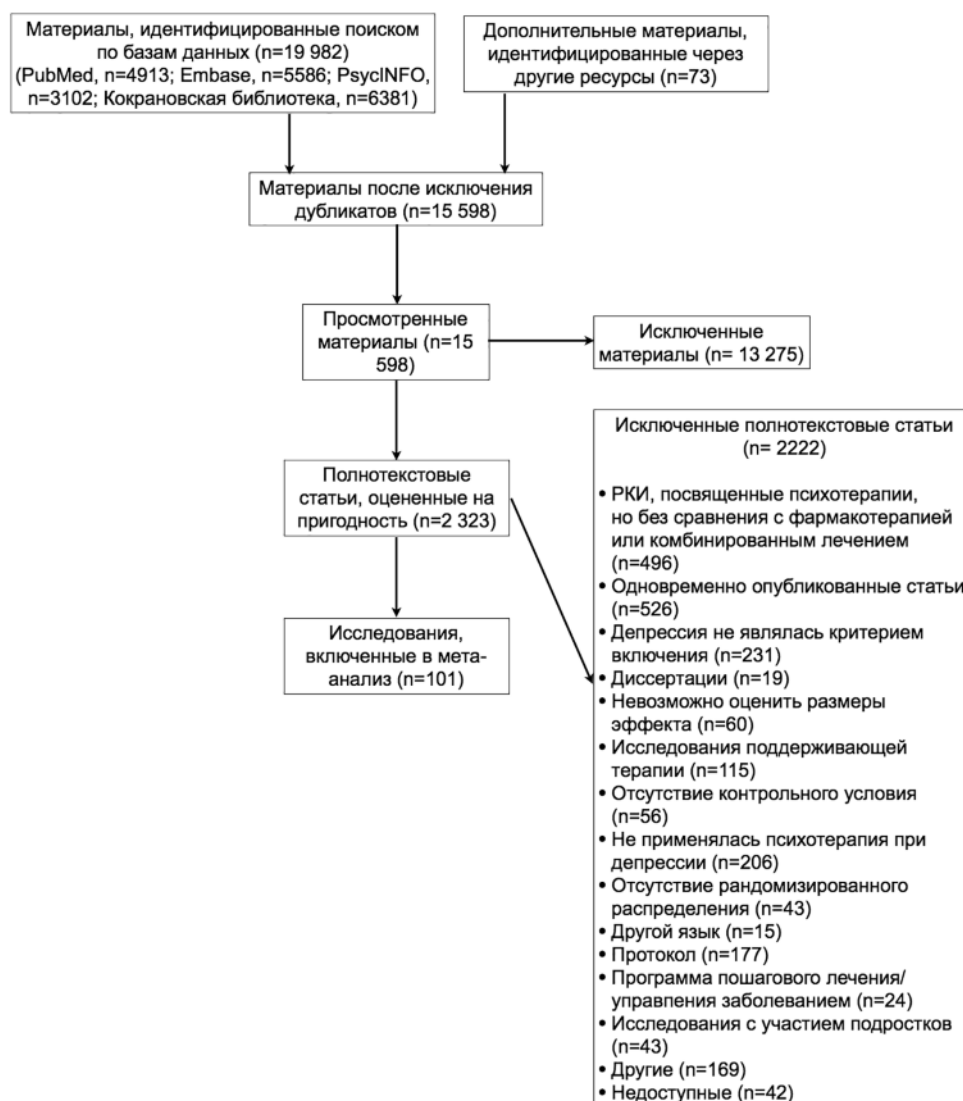 Материалы, идентифицированные поиском
по базам данных (n=19 982)
(PubMed, n=4913; Embase, n=5586; PsycINFO,
n=3102; Кокрановская библиотека, n=6381)
Дополнительные материалы,
идентифицированные через
другие ресурсы (n=73)
Материалы после исключения
дубликатов (n=15 598)
Просмотренные
материалы (n=15
598)
Исключенные
материалы (n= 13 275)
Полнотекстовые
статьи, оцененные на
пригодность (n=2 323)
Исследования,
включенные в мета-
анализ (n=101)
Исключенные полнотекстовые статьи
(n= 2222)
• РКИ, посвященные психотерапии,
но без сравнения с фармакотерапией
или комбинированным лечением
(n=496)
• Одновременно опубликованные статьи
(n=526)
• Депрессия не являлась критерием
включения (n=231)
• Диссертации (n=19)
• Невозможно оценить размеры
эффекта (n=60)
• Исследования поддерживающей
терапии (n=115)
• Отсутствие контрольного условия
(n=56)
• Не применялась психотерапия при
депрессии (n=206)
• Отсутствие рандомизированного
распределения (n=43)
• Другой язык (n=15)
• Протокол (n=177)
• Программа пошагового лечения/
управпения заболеванием (n=24)
• Исследования с участием подростков
(n=43)
• Другие (n=169)
• Недоступные (n=42)